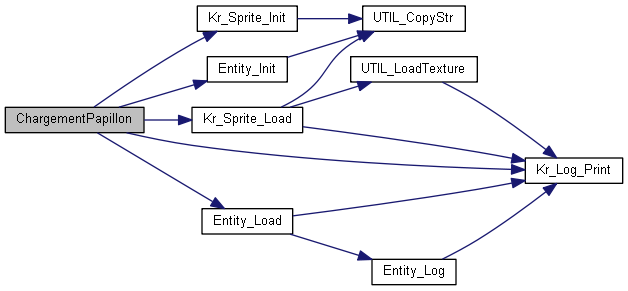 Kr_Sprite_Init
UTIL_CopyStr
Entity_Init
UTIL_LoadTexture
ChargementPapillon
Kr_Sprite_Load
Kr_Log_Print
Entity_Load
Entity_Log